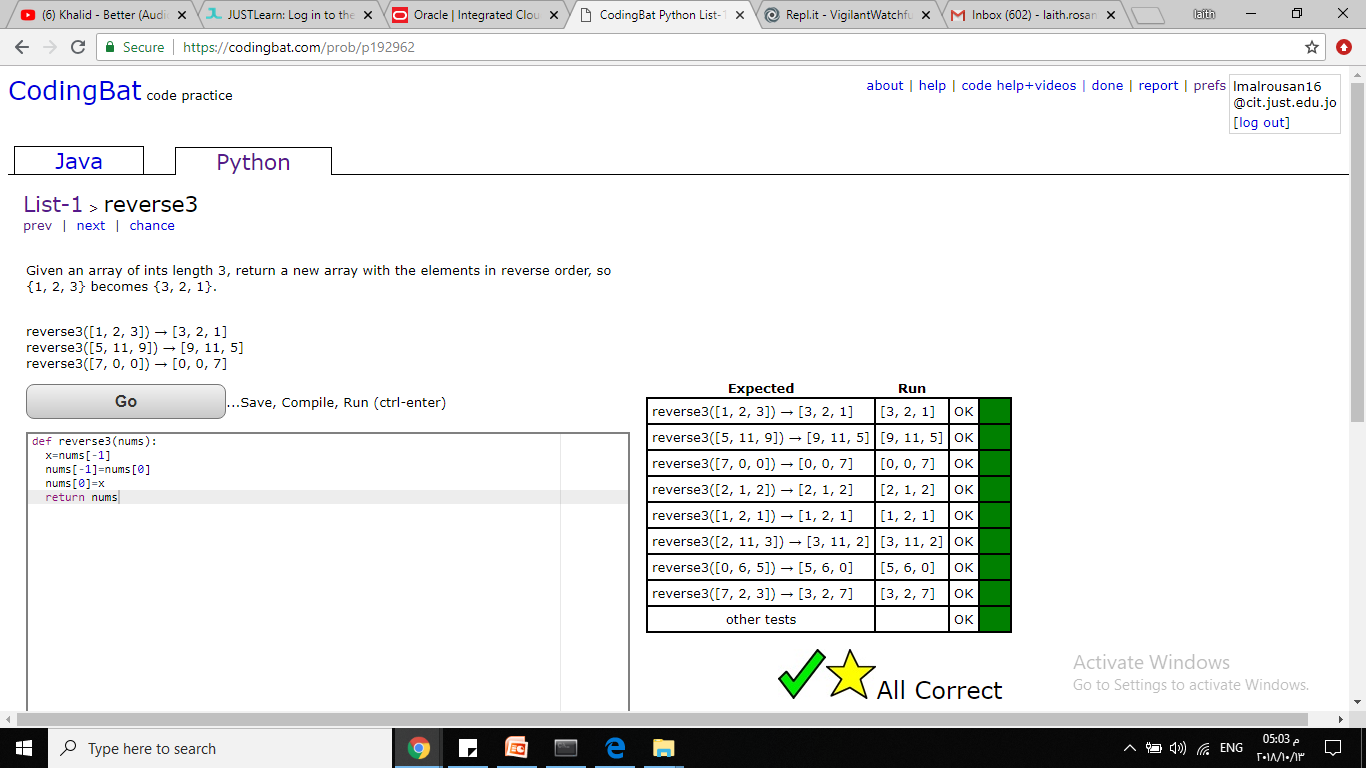 (6) Khalid - Better (Audi
JUSTLearn: Log in to the
Oracle | Integrated Clou
CodingBat Python List-1
Repl.it - VigilantWatchfu
Inbox (602) - laith.rosan
laith
Secure | https://codingbat.com/prob/p192962
CodingBat code practice
about | help | code help+videos | done | report | prefs
lmalrousan16
@cit.just.edu.jo
[log out]
Java
Python
List-1 > reverse3
prev | next | chance
Given an array of ints length 3, return a new array with the elements in reverse order, so
{1, 2, 3} becomes {3, 2, 1}.
reverse3([1, 2, 3]) → [3, 2, 1]
reverse3([5, 11, 9]) → [9, 11, 5]
reverse3([7, 0, 0]) → [0, 0, 7]
Go ...Save, Compile, Run (ctrl-enter)
def reverse3(nums):
x=nums[-1]
nums[-1]=nums[0]
nums[0]=x
return nums
Expected Run
reverse3([1, 2, 3]) → [3, 2, 1] [3, 2, 1] OK
reverse3([5, 11, 9]) → [9, 11, 5] [9, 11, 5] OK
reverse3([7, 0, 0]) → [0, 0, 7] [0, 0, 7] OK
reverse3([2, 1, 2]) → [2, 1, 2] [2, 1, 2] OK
reverse3([1, 2, 1]) → [1, 2, 1] [1, 2, 1] OK
reverse3([2, 11, 3]) → [3, 11, 2] [3, 11, 2] OK
reverse3([0, 6, 5]) → [5, 6, 0] [5, 6, 0] OK
reverse3([7, 2, 3]) → [3, 2, 7] [3, 2, 7] OK
other tests OK
All Correct
Activate Windows
Go to Settings to activate Windows.
Type here to search
ENG
05:03 م
٢٠١٨/١٠/١٣